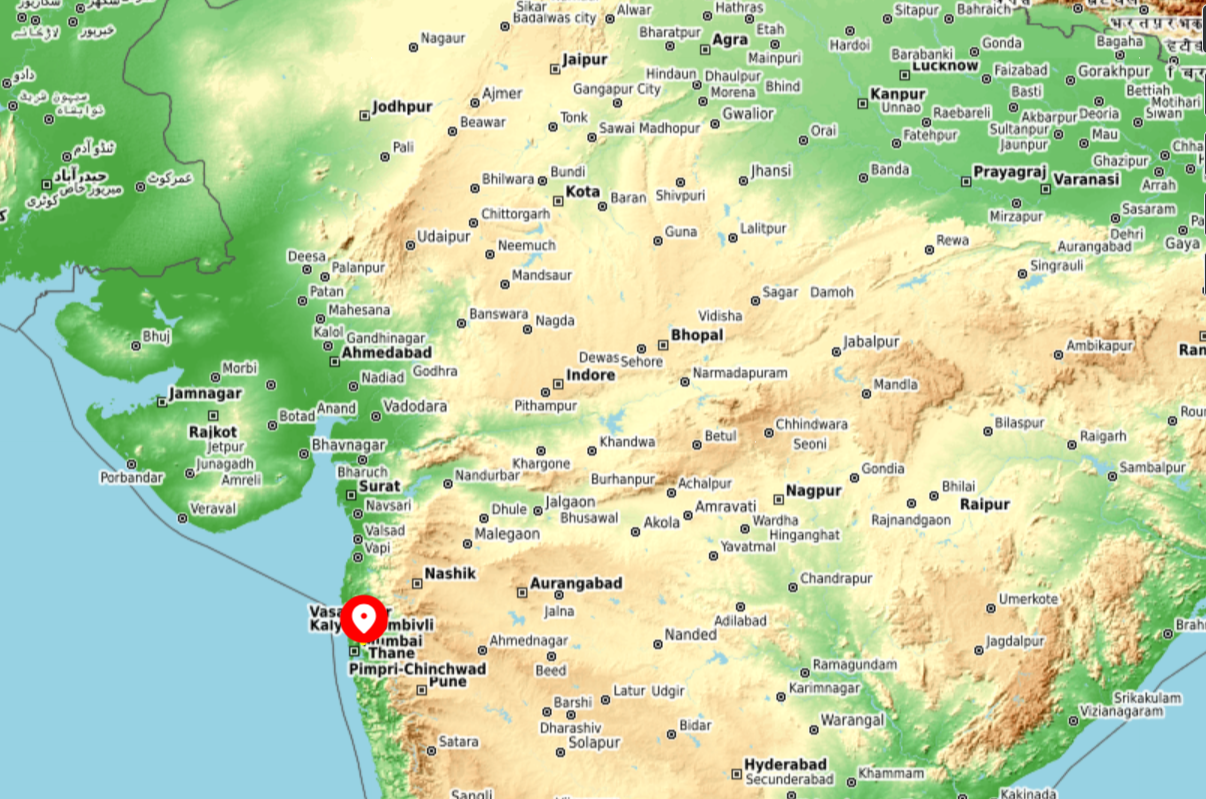 Sikar
Badalwas city
Alwar
Hathras
Sitapur
Bahraich
Nagaur
Bharatpur
Agra
Etah
Mainpuri
Hardoi
Barabanki
Lucknow
Gonda
Bagaha
Jaipur
Hindaun
Dhaulpur
Faizabad
Gorakhpur
دادو
Jodhpur
Ajmer
Gangapur City
Morena
Bhind
Kanpur
Unnao
Basti
Bettiah
Motihari
Beawar
Tonk
Sawai Madhopur
Gwalior
Orai
Raebareli
Fatehpur
Akbarpur
Deoria
Siwan
Sultanpur
Jaunpur
Mau
ٹنڈو آدم
Pali
Ghazipur
حیدرآباد
میرپور خاص
کوٹری
عمرکوٹ
Bhilwara
Bundi
Kota
Baran
Shivpuri
Jhansi
Banda
Prayagraj
Varanasi
Arrah
Chittorgarh
Mirzapur
Sasaram
Udaipur
Neemuch
Guna
Lalitpur
Rewa
Dehri
Aurangabad
Gaya
Deesa
Palanpur
Mandsaur
Singrauli
Patan
Mahesana
Sagar
Damoh
Banswara
Nagda
Vidisha
Bhuj
Kalol
Gandhinagar
Ahmedabad
Bhopal
Dewas
Sehore
Jabalpur
Ambikapur
Morbi
Nadiad
Godhra
Indore
Narmadapuram
Mandla
Jamnagar
Pithampur
Rajkot
Botad
Anand
Vadodara
Jetpur
Bhavnagar
Khargone
Khandwa
Betul
Chhindwara
Seoni
Bilaspur
Raigarh
Porbandar
Junagadh
Amreli
Bharuch
Surat
Nandurbar
Burhanpur
Achalpur
Gondia
Sambalpur
Veraval
Navsari
Dhule
Jalgaon
Bhusawal
Akola
Amravati
Nagpur
Bhilai
Rajnandgaon
Raipur
Valsad
Vapi
Malegaon
Wardha
Hinganghat
Yavatmal
Nashik
Aurangabad
Jalna
Chandrapur
Adilabad
Umerkote
Thane
Ahmednagar
Beed
Nanded
Jagdalpur
Pimpri-Chinchwad
Pune
Ramagundam
Karimnagar
Barshi
Latur
Udgir
Dharashiv
Solapur
Bidar
Warangal
Srikakulam
Vizianagaram
Satara
Hyderabad
Secunderabad
Khammam
Sangli
Kakinada